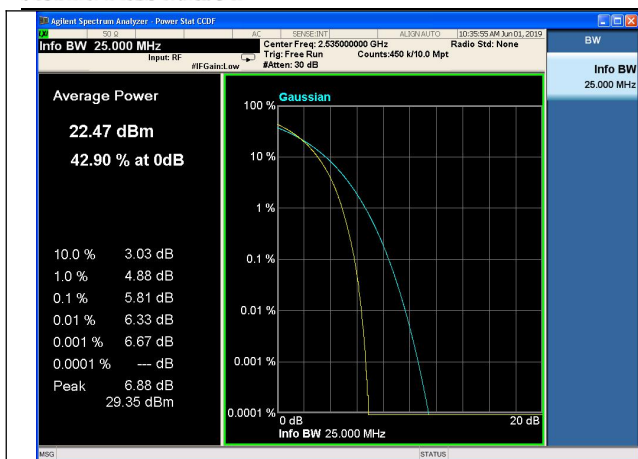 Agilent Spectrum Analyzer - Power Stat CCDF
50 Ω AC SENSE:INT ALIGN AUTO 10:35:55 AM Jun 01, 2019
Info BW 25.000 MHz
Center Freq: 2.535000000 GHz
Radio Std: None
Input: RF
Trig: Free Run
Counts:450 k/10.0 Mpt
#IFGain:Low
#Atten: 30 dB
BW
Info BW
25.000 MHz
Average Power
22.47 dBm
42.90 % at 0dB
10.0 % 3.03 dB
1.0 % 4.88 dB
0.1 % 5.81 dB
0.01 % 6.33 dB
0.001 % 6.67 dB
0.0001 % --- dB
Peak 6.88 dB
29.35 dBm
Gaussian
100 %
10 %
1 %
0.1 %
0.01 %
0.001 %
0.0001 %
0 dB
20 dB
Info BW 25.000 MHz
MSG
STATUS